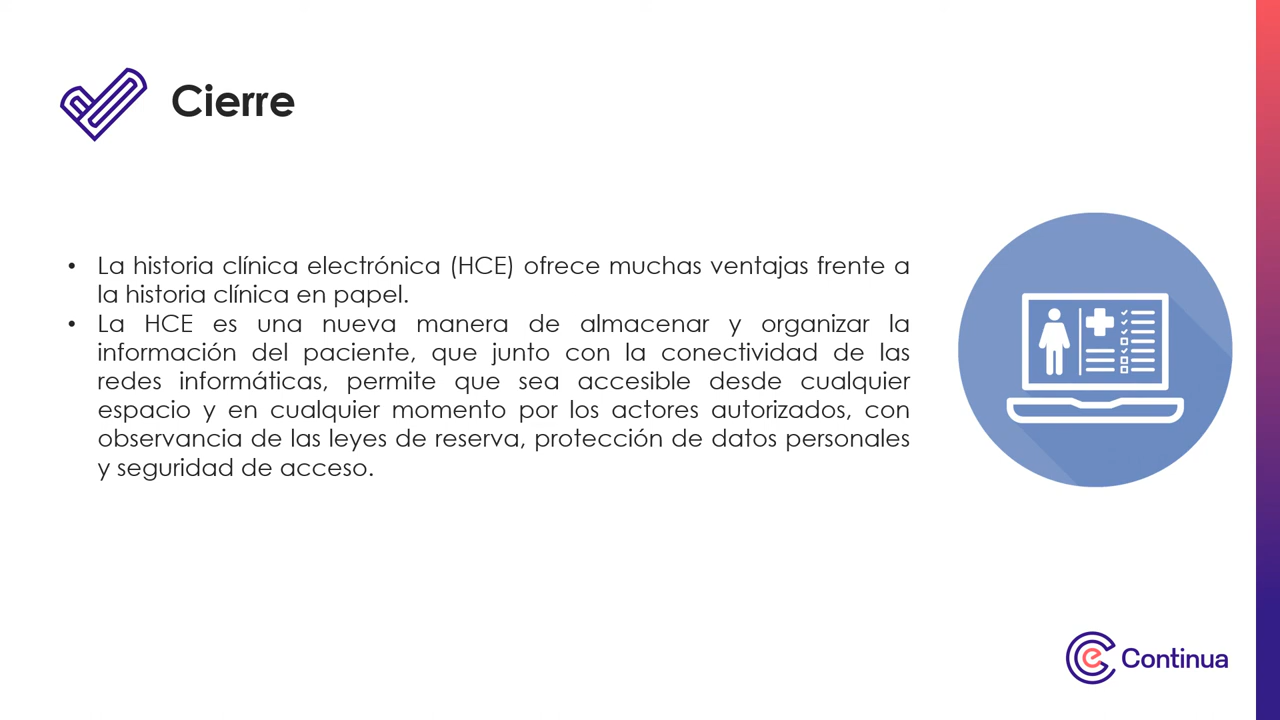 Cierre
• La historia clínica electrónica (HCE) ofrece muchas ventajas frente a
la historia clínica en papel.
• La HCE es una nueva manera de almacenar y organizar la
información del paciente, que junto con la conectividad de las
redes informáticas, permite que sea accesible desde cualquier
espacio y en cualquier momento por los actores autorizados, con
observancia de las leyes de reserva, protección de datos personales
y seguridad de acceso.
Continua